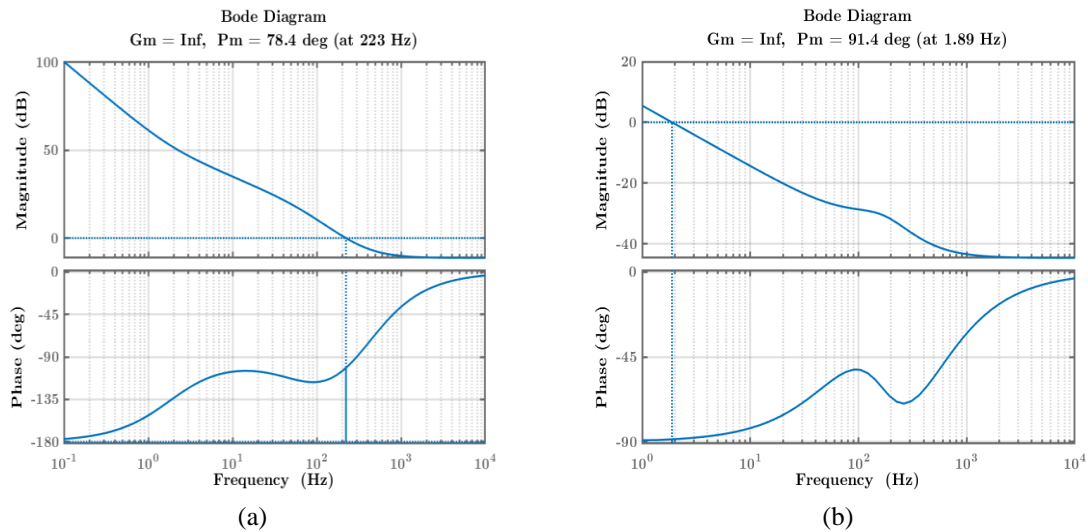 Bode Diagram
Gm = Inf, Pm = 78.4 deg (at 223 Hz)
100
50
0
Magnitude (dB)
0
-45
-90
-135
-180
Phase (deg)
10^-1
10^0
10^1
10^2
10^3
10^4
Frequency (Hz)
(a)
Bode Diagram
Gm = Inf, Pm = 91.4 deg (at 1.89 Hz)
20
0
-20
-40
Magnitude (dB)
0
-45
-90
Phase (deg)
10^0
10^1
10^2
10^3
10^4
Frequency (Hz)
(b)